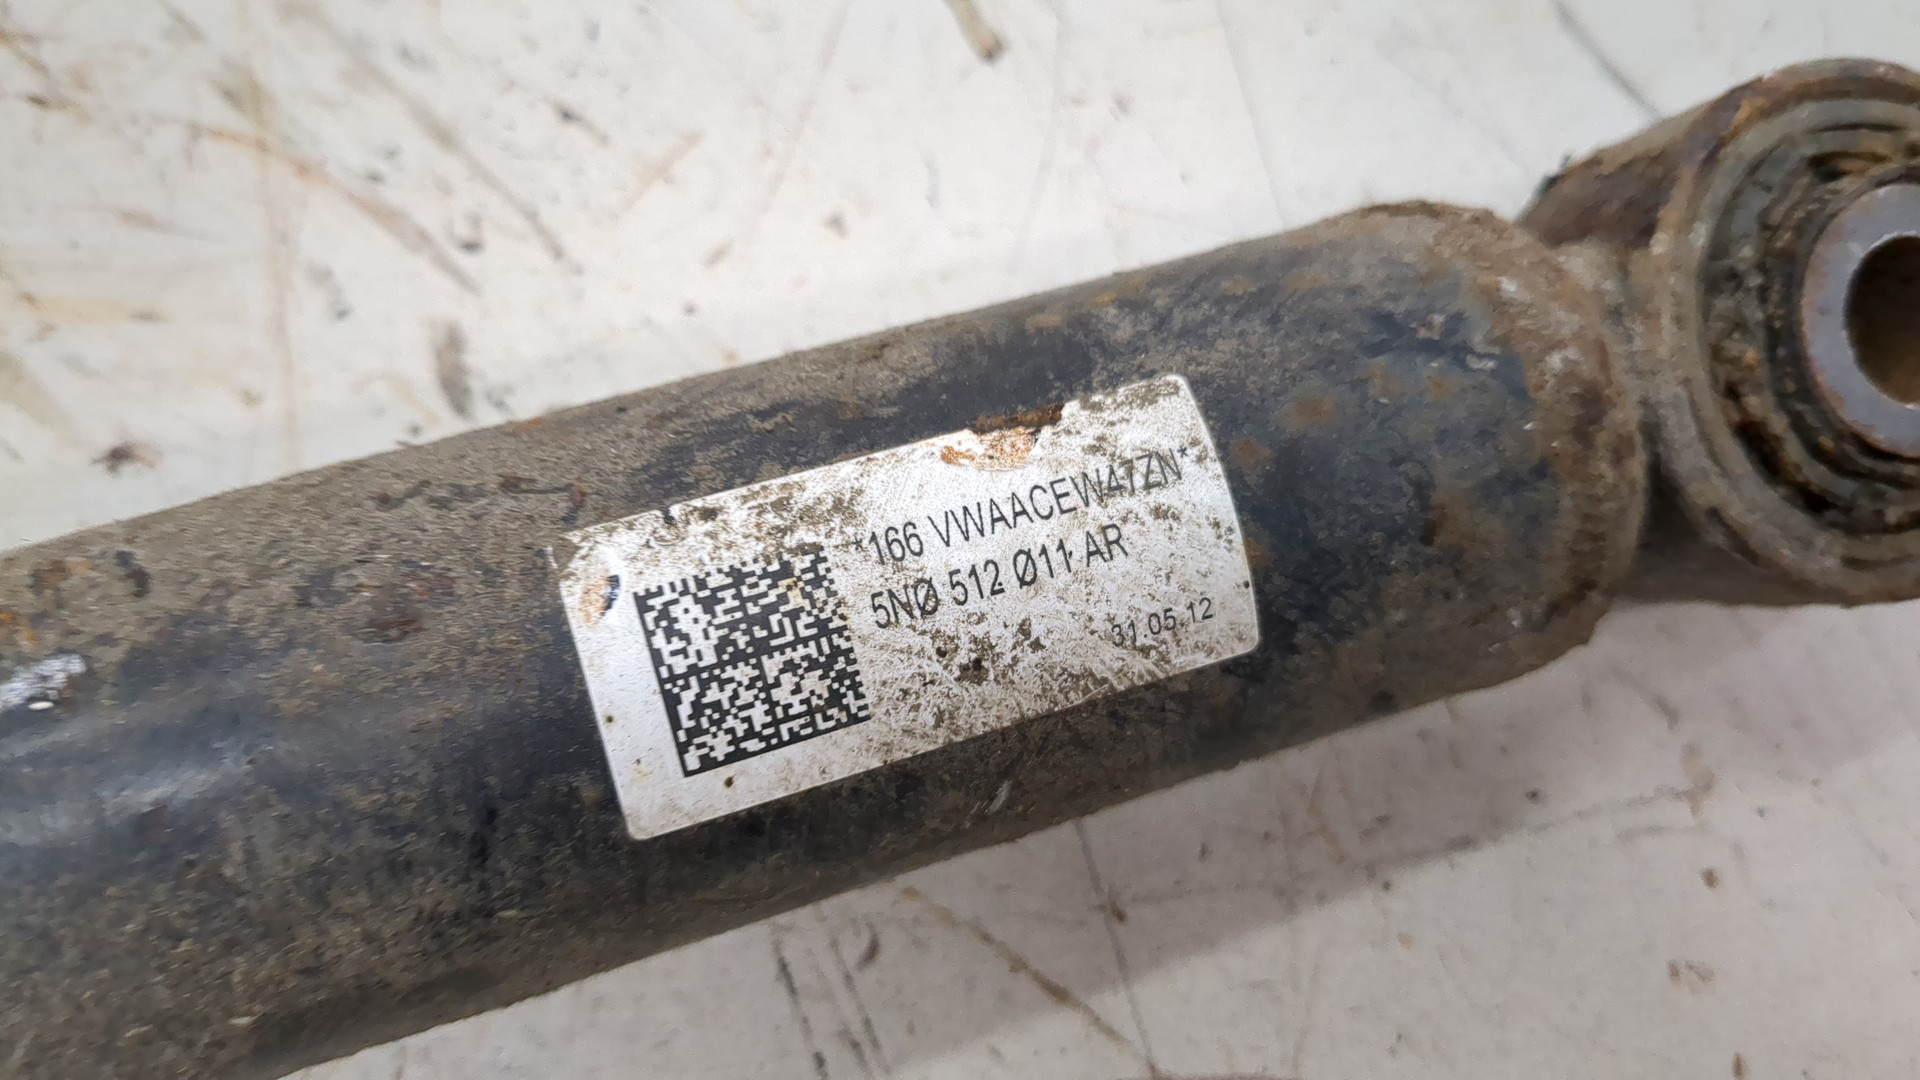 *166 VWAACEW47ZN*
5NØ 512 Ø11 AR
31.05.12